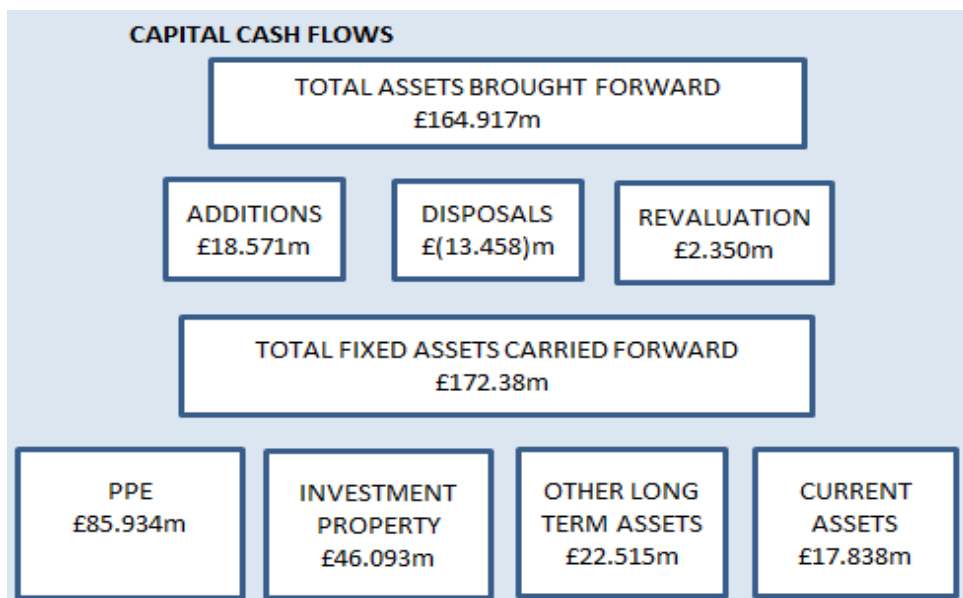 CAPITAL CASH FLOWS
TOTAL ASSETS BROUGHT FORWARD
£164.917m
ADDITIONS
£18.571m
DISPOSALS
£(13.458)m
REVALUATION
£2.350m
TOTAL FIXED ASSETS CARRIED FORWARD
£172.38m
PPE
£85.934m
INVESTMENT
PROPERTY
£46.093m
OTHER LONG
TERM ASSETS
£22.515m
CURRENT
ASSETS
£17.838m